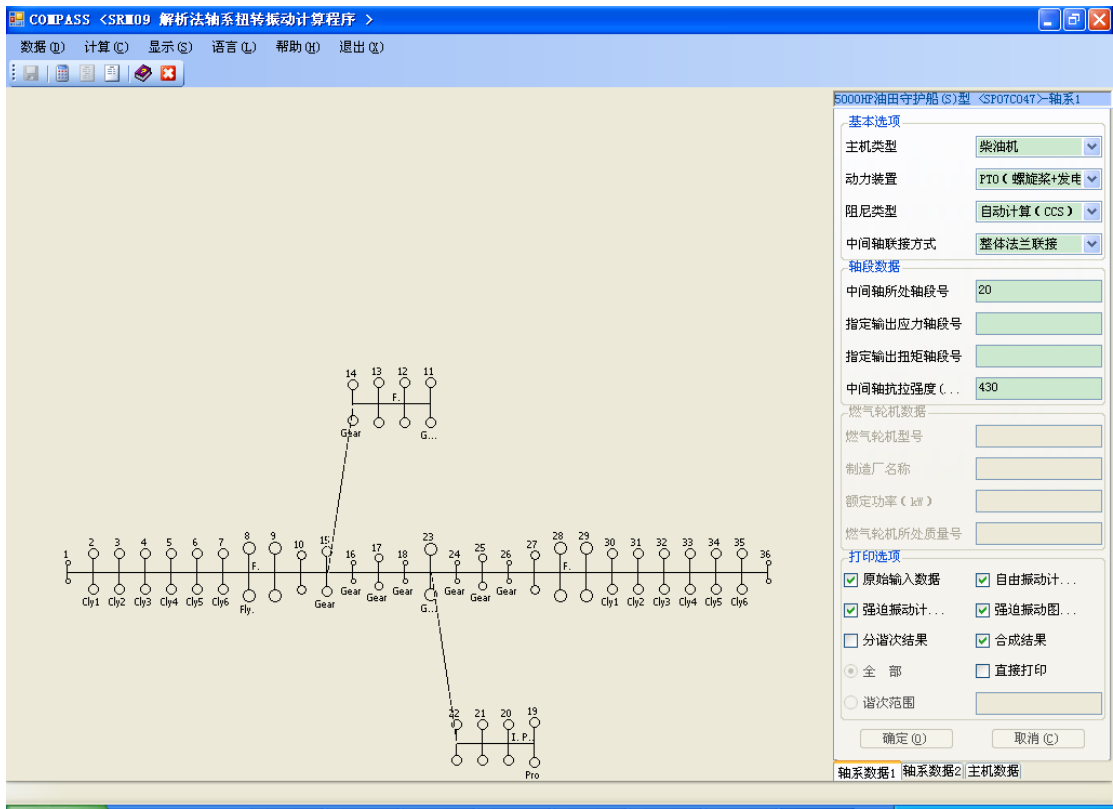 COMPASS <SRM09 解析法轴系扭转振动计算程序 >
数据(D) 计算(C) 显示(S) 语言(L) 帮助(H) 退出(X)
5000HP油田守护船(S)型 <SP07C047>-轴系1
基本选项
主机类型 柴油机
动力装置 PTO(螺旋桨+发电
阻尼类型 自动计算(CCS)
中间轴联接方式 整体法兰联接
轴段数据
中间轴所处轴段号 20
指定输出应力轴段号
指定输出扭矩轴段号
中间轴抗拉强度(... 430
燃气轮机数据
燃气轮机型号
制造厂名称
额定功率(kW)
燃气轮机所处质量号
打印选项
原始输入数据 自由振动计...
强迫振动计... 强迫振动图...
分谐次结果 合成结果
全 部 直接打印
谐次范围
确定(O) 取消(C)
轴系数据1 轴系数据2 主机数据
14 13 12 11
F.
Gear G...
1 2 3 4 5 6 7 8 9 10 15 16 17 18 23 24 25 26 27 28 29 30 31 32 33 34 35 36
F. F.
Cly1 Cly2 Cly3 Cly4 Cly5 Cly6 Fly. Gear Gear Gear Gear G... Gear Gear Gear Cly1 Cly2 Cly3 Cly4 Cly5 Cly6
22 21 20 19
I. P..
Pro